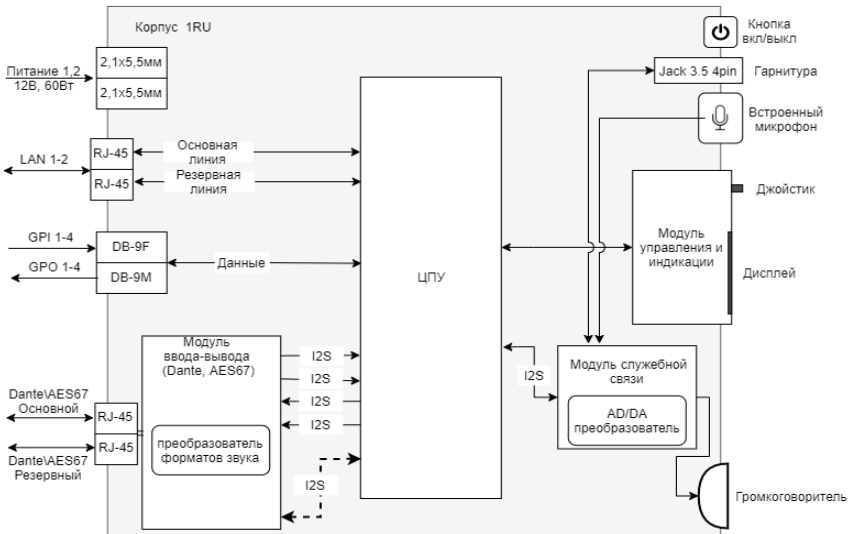 Корпус 1RU
Кнопка
вкл/выкл
2,1х5,5мм
Питание 1,2
12В, 60Вт
2,1х5,5мм
Jack 3.5 4pin
Гарнитура
Встроенный
микрофон
LAN 1-2
RJ-45
Основная
линия
RJ-45
Резервная
линия
Джойстик
Модуль
управления и
индикации
Дисплей
GPI 1-4
DB-9F
GPO 1-4
DB-9M
Данные
ЦПУ
Модуль
ввода-вывода
(Dante, AES67)
I2S
I2S
I2S
I2S
I2S
преобразователь
форматов звука
Dante\AES67
Основной
RJ-45
RJ-45
Dante\AES67
Резервный
I2S
Модуль служебной
связи
AD/DA
преобразователь
Громкоговоритель